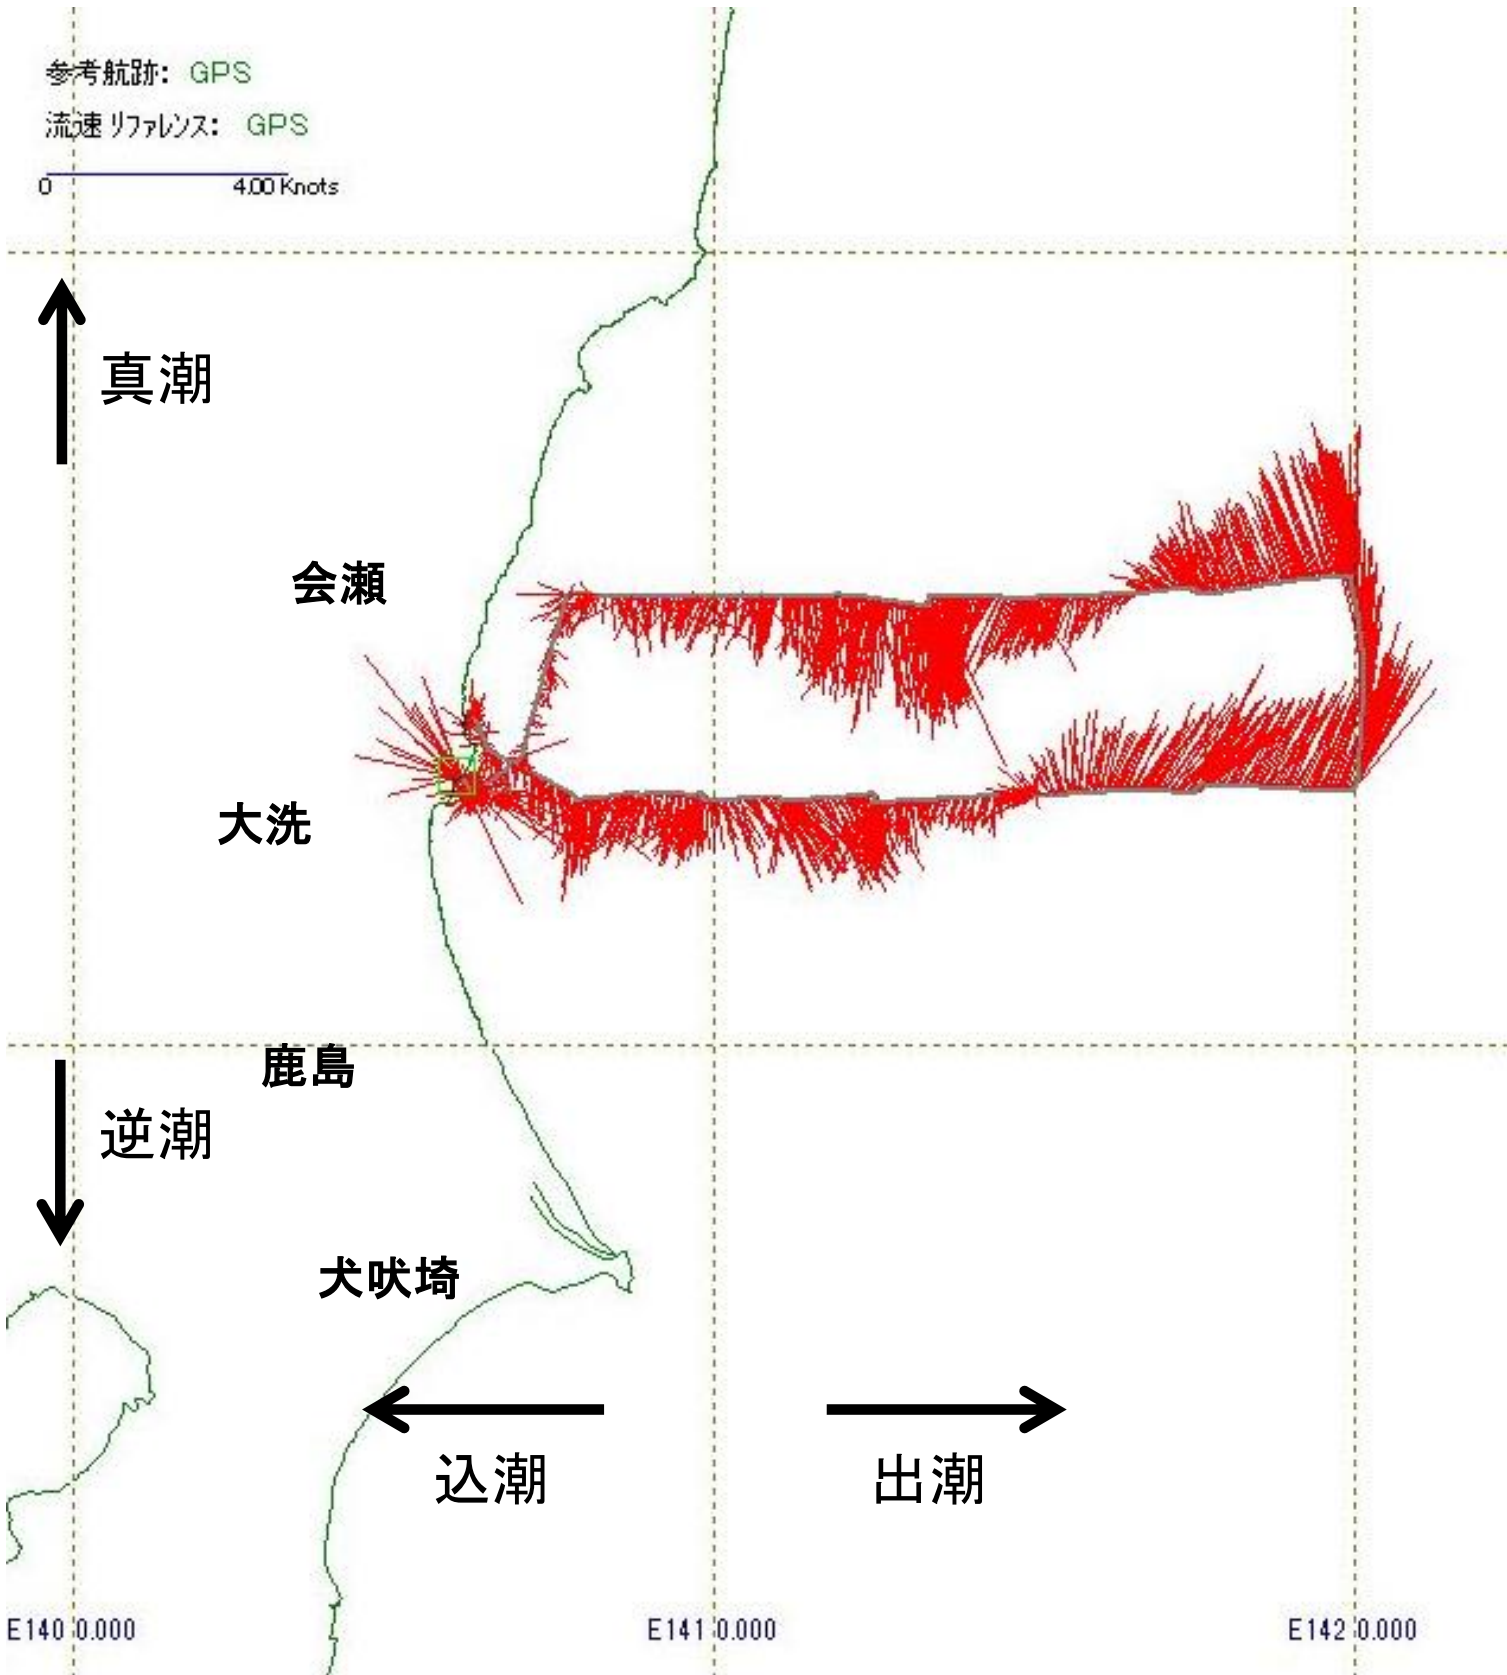 参考航跡: GPS
流速 リファレンス: GPS
0 4.00 Knots
真潮
会瀬
大洗
鹿島
逆潮
犬吠埼
込潮 出潮
E140 0.000 E141 0.000 E142 0.000